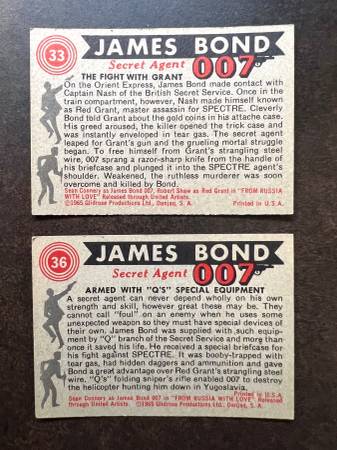 33
JAMES BOND
Secret Agent 007
THE FIGHT WITH GRANT
On the Orient Express, James Bond made contact with
Captain Nash of the British Secret Service. Once in the
train compartment, however, Nash made himself known
as Red Grant, master assassin for SPECTRE. Cleverly
Bond told Grant about the gold coins in his attache case.
His greed aroused, the killer opened the trick case and
was instantly enveloped in tear gas. The secret agent
leaped for Grant's gun and the grueling mortal struggle
began. To free himself from Grant's strangling steel
wire, 007 sprang a razor-sharp knife from the handle of
his briefcase and plunged it into the SPECTRE agent's
shoulder. Weakened, the ruthless murderer was soon
overcome and killed by Bond.
Sean Connery as James Bond 007, Robert Shaw as Red Grant in "FROM RUSSIA
WITH LOVE" Released through United Artists.
©1965 Glidrose Productions Ltd., Danjaq, S. A. Printed in U. S. A.
36
JAMES BOND
Secret Agent 007
ARMED WITH "Q'S" SPECIAL EQUIPMENT
A secret agent can never depend wholly on his own
strength and skill, however great these may be. They
cannot call "foul" on an enemy when he uses some
unexpected weapon so they must have special devices of
their own. James Bond was supplied with such equip-
ment by "Q" branch of the Secret Service and more than
once it saved his life. He received a special briefcase for
his fight against SPECTRE. It was booby-trapped with
tear gas, had hidden daggers and ammunition and gave
Bond a great advantage over Red Grant's strangling steel
wire. "Q's" folding sniper's rifle enabled 007 to destroy
the helicopter hunting him down in Yugoslavia.
Printed in U.S.A
Sean Connery as James Bond 007 in "FROM RUSSIA WITH LOVE" Released
through United Artists. ©1965 Glidrose Productions Ltd., Danjaq, S. A.